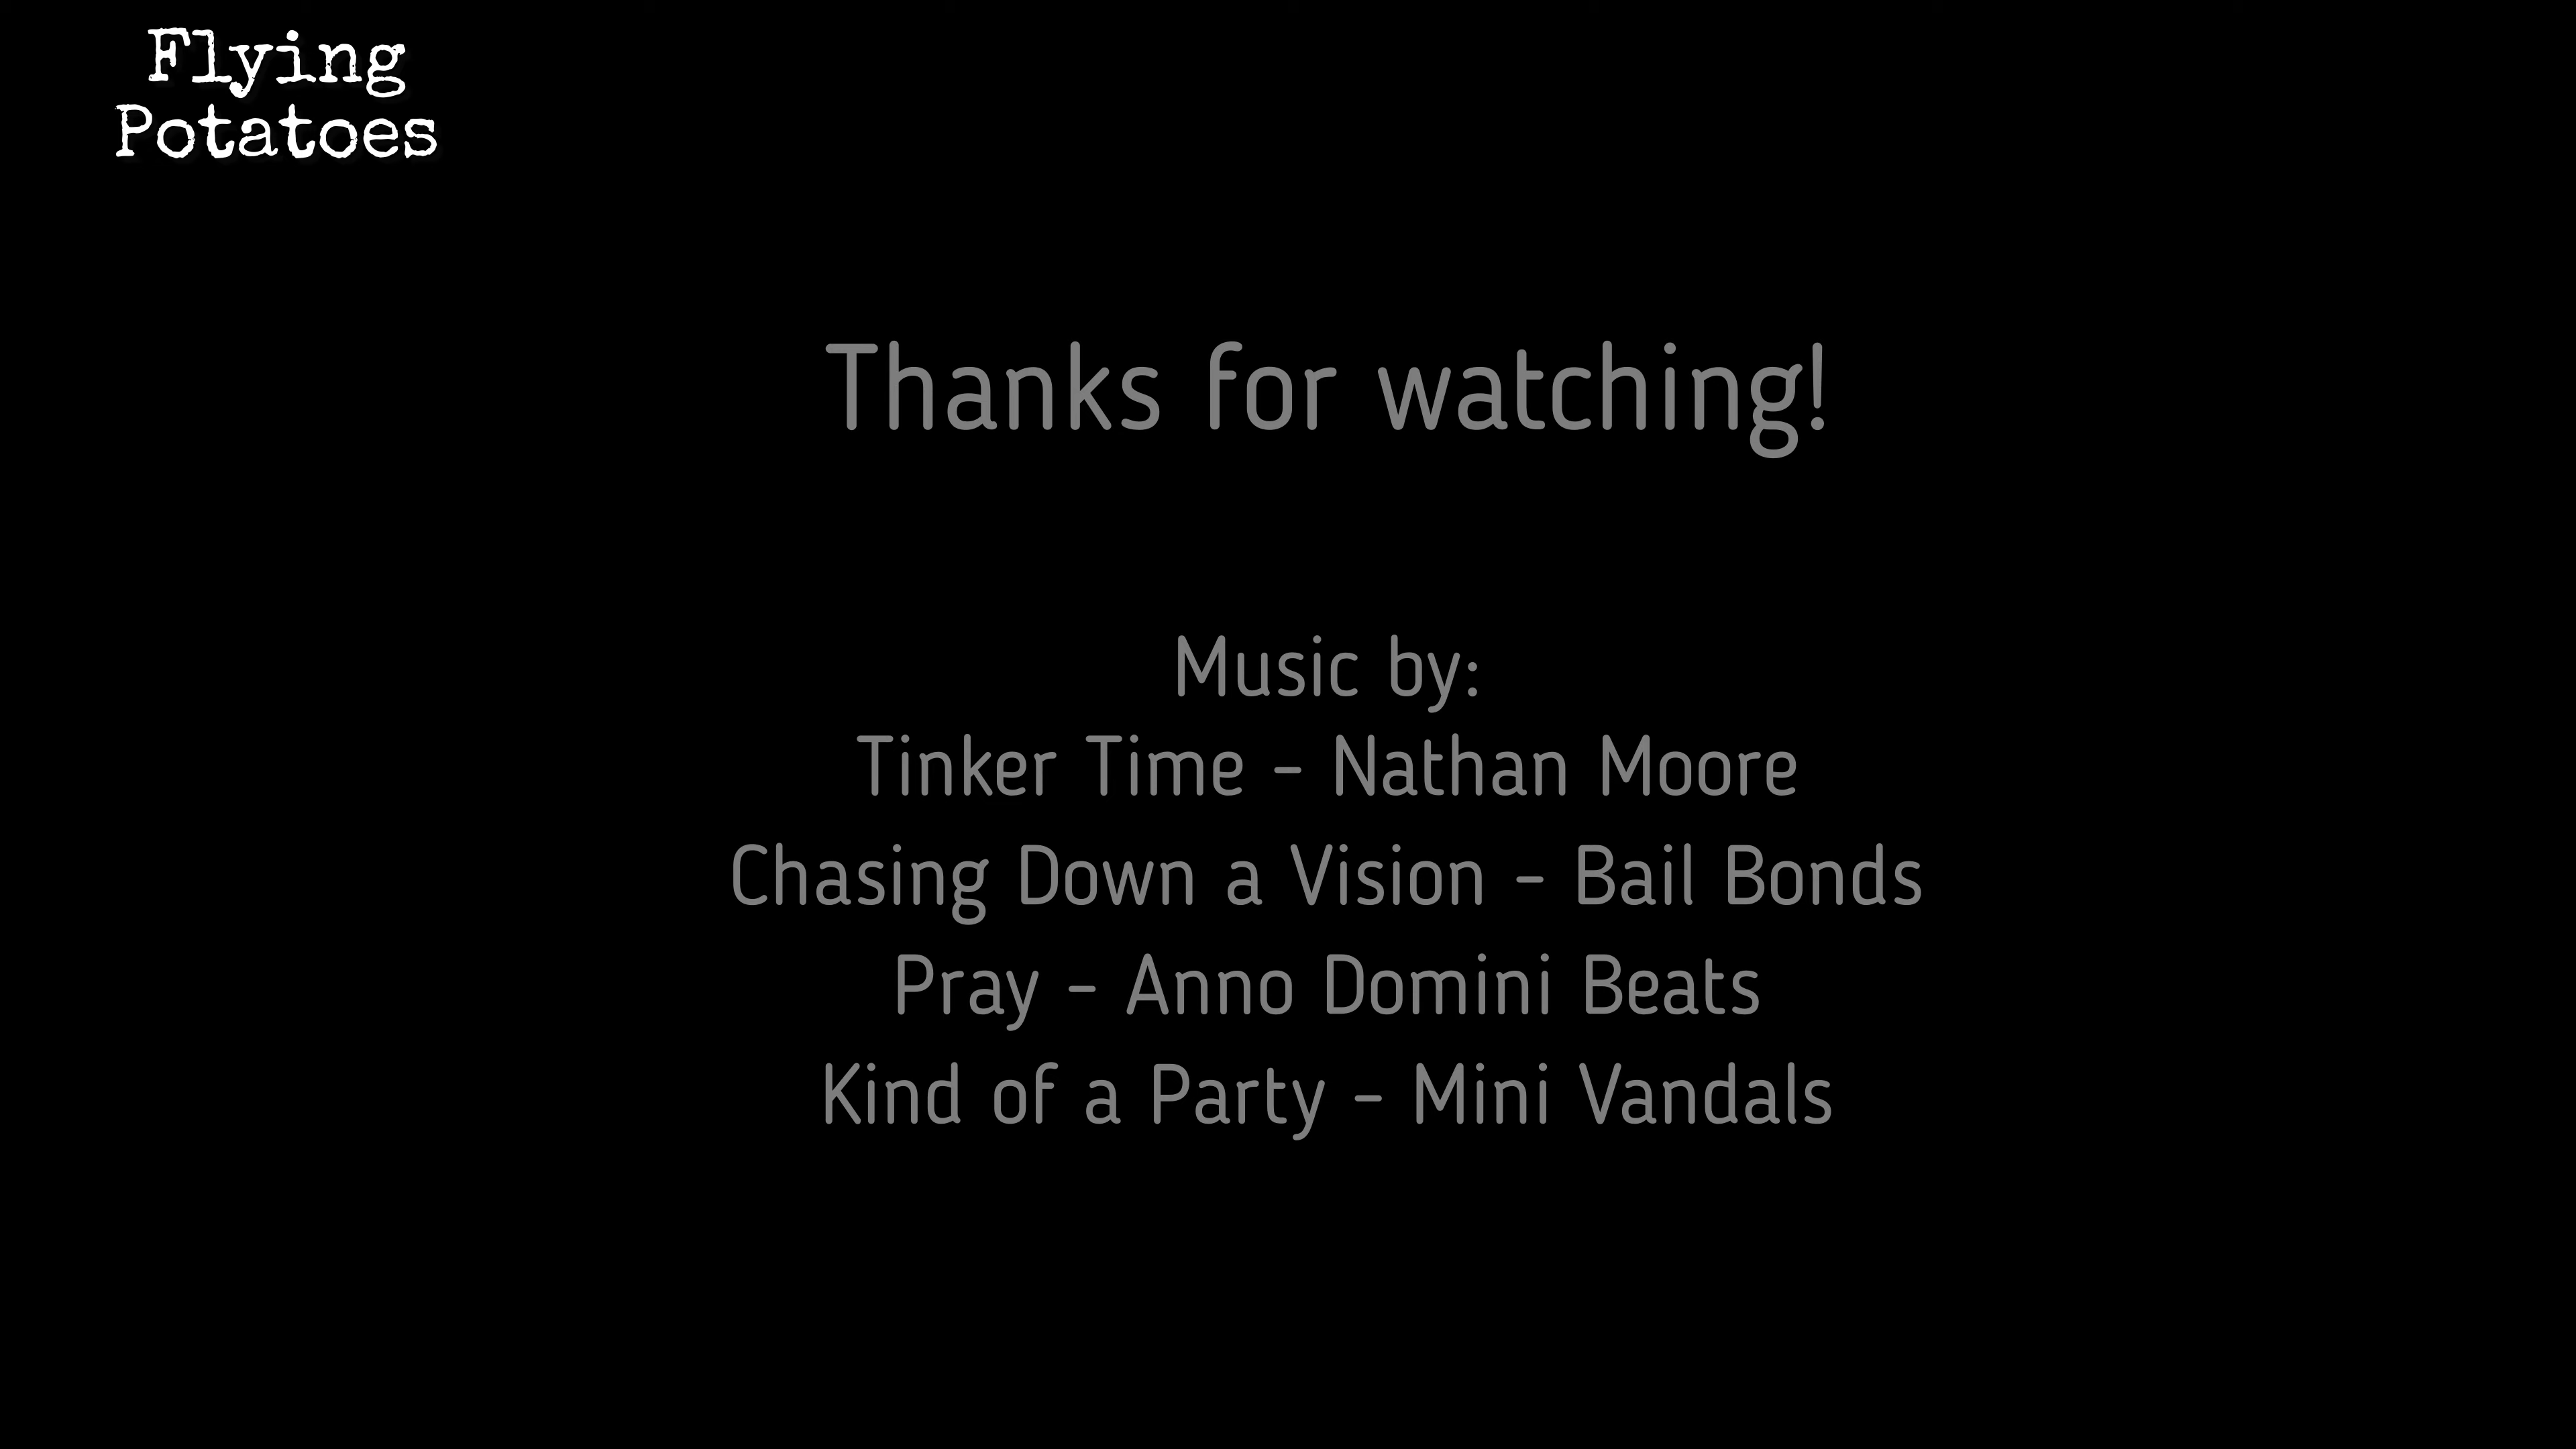 Flying
Potatoes
Thanks for watching!
Music by:
Tinker Time - Nathan Moore
Chasing Down a Vision - Bail Bonds
Pray - Anno Domini Beats
Kind of a Party - Mini Vandals